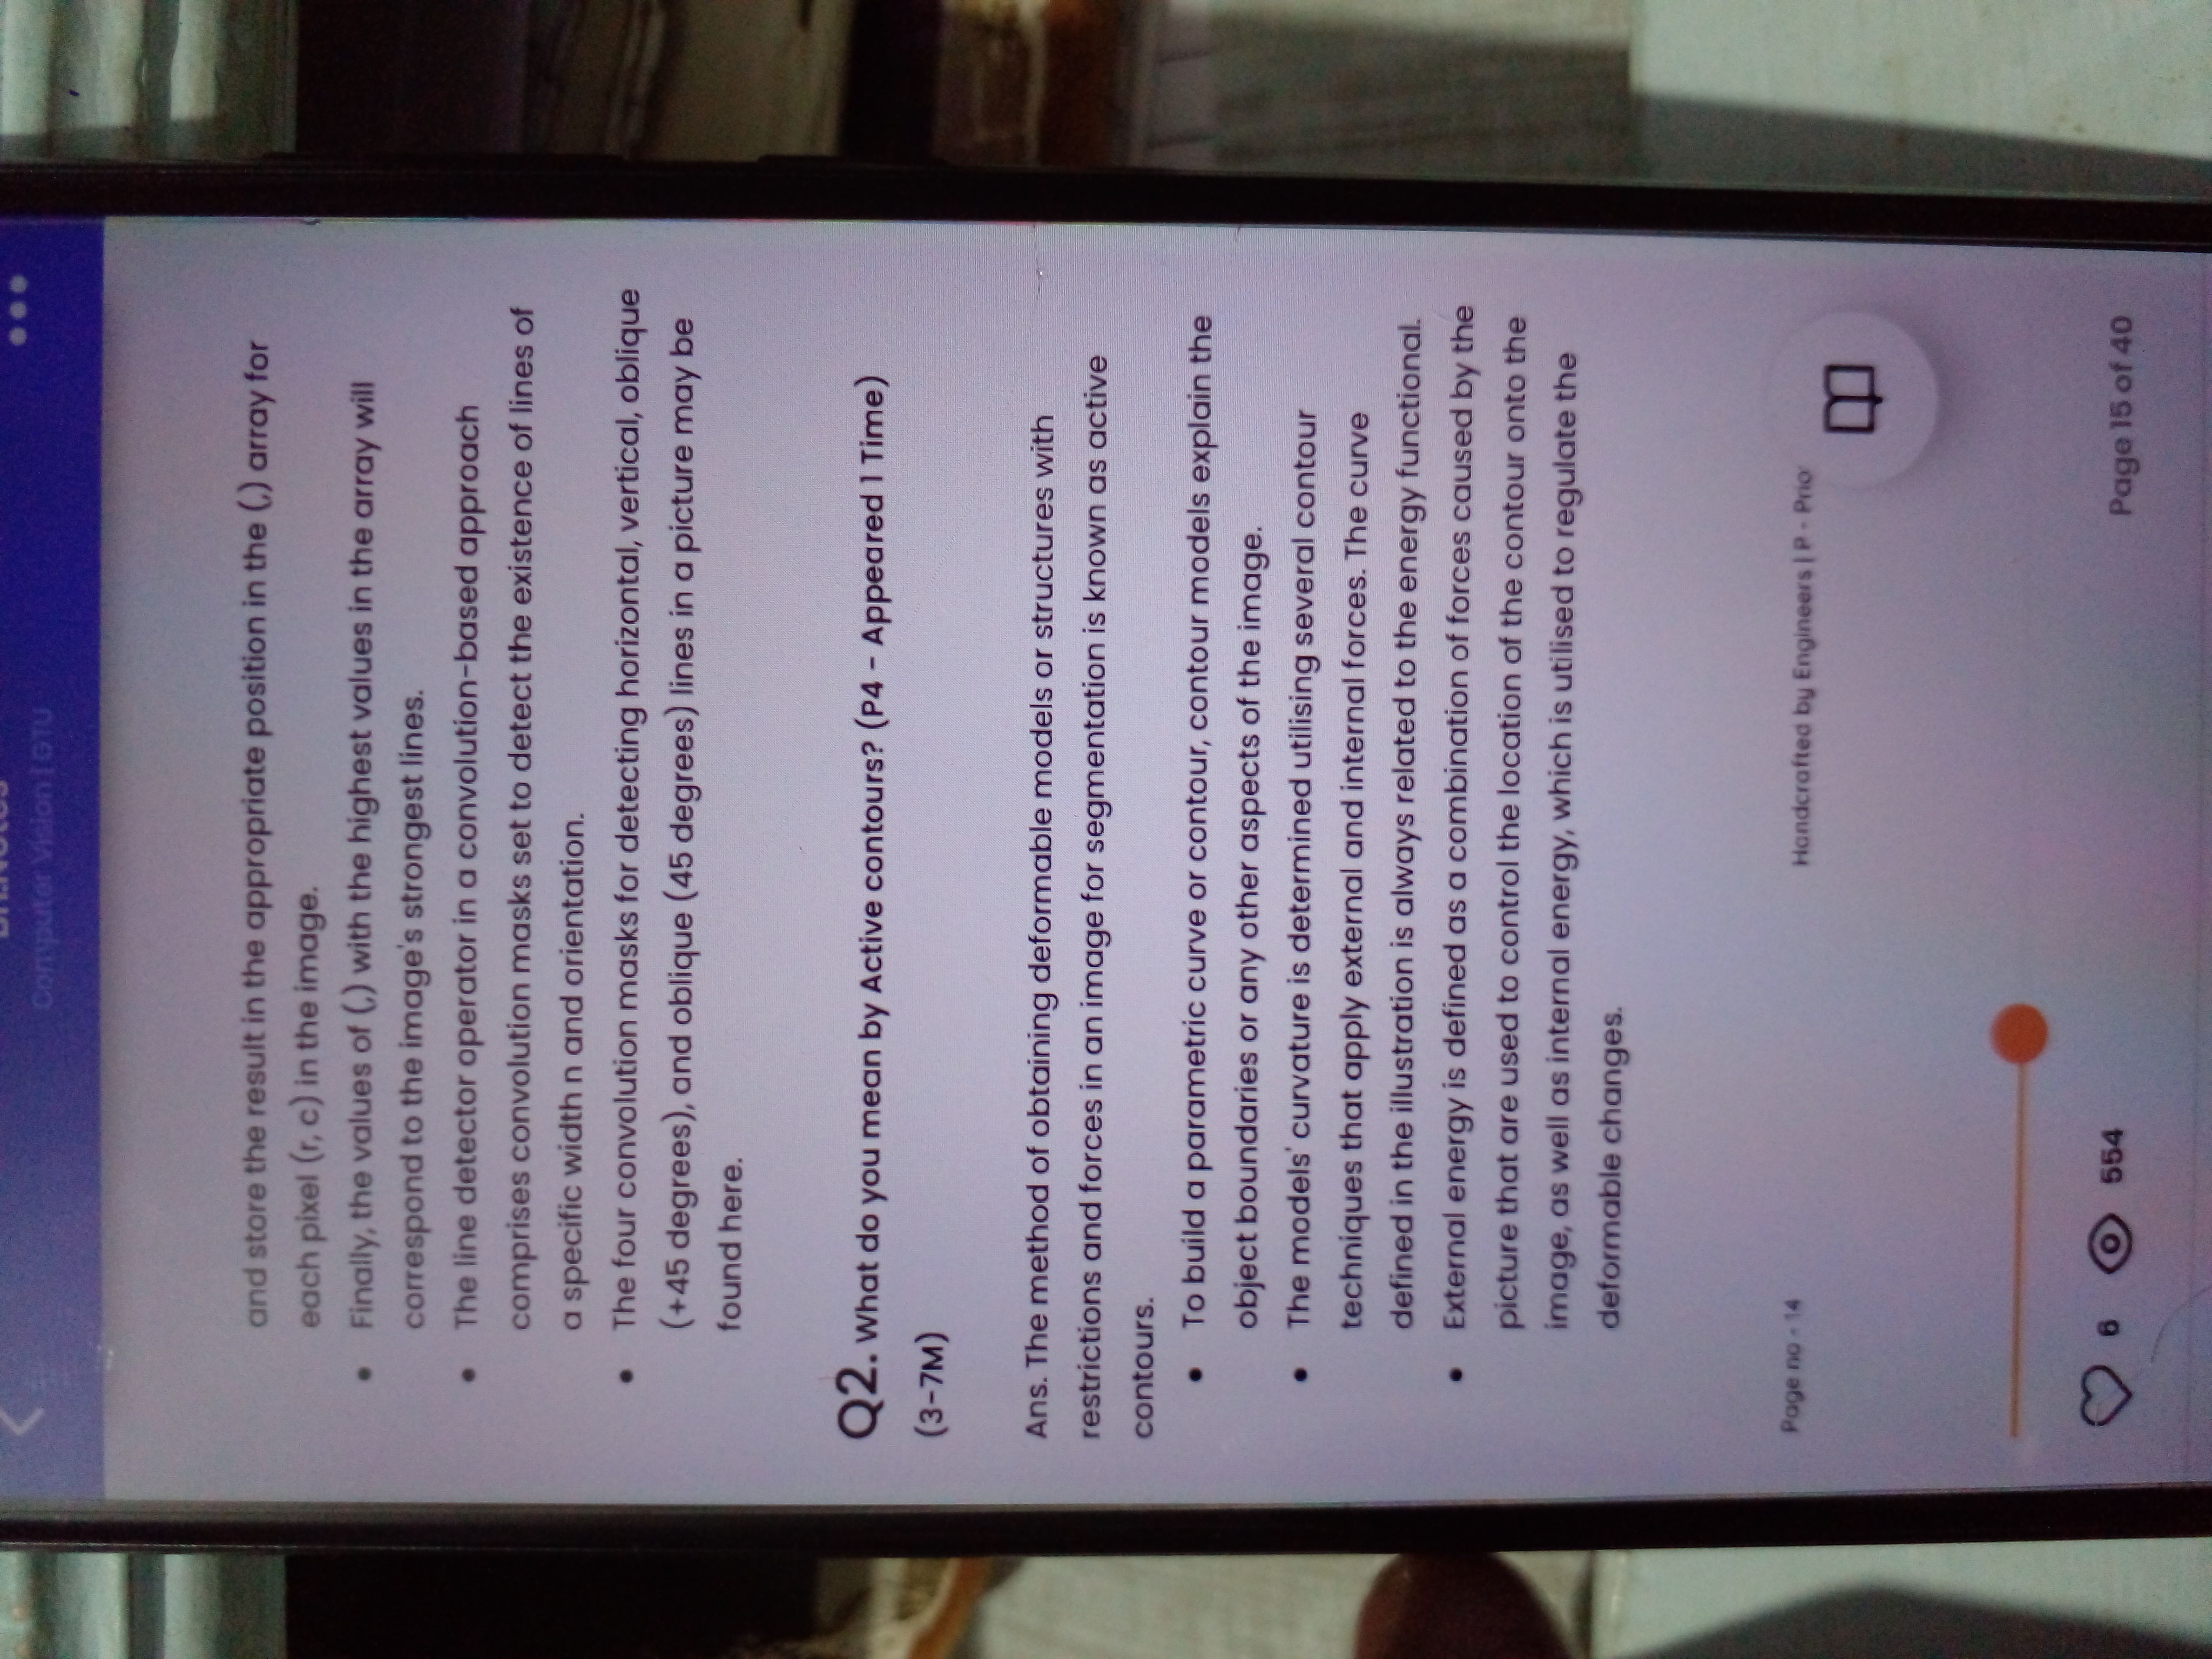 Computer Vision | GTU
and store the result in the appropriate position in the (,) array for
each pixel (r, c) in the image.
• Finally, the values of (,) with the highest values in the array will
correspond to the image's strongest lines.
• The line detector operator in a convolution-based approach
comprises convolution masks set to detect the existence of lines of
a specific width n and orientation.
• The four convolution masks for detecting horizontal, vertical, oblique
(+45 degrees), and oblique (45 degrees) lines in a picture may be
found here.
Q2. What do you mean by Active contours? (P4 - Appeared 1 Time)
(3-7M)
Ans. The method of obtaining deformable models or structures with
restrictions and forces in an image for segmentation is known as active
contours.
• To build a parametric curve or contour, contour models explain the
object boundaries or any other aspects of the image.
• The models' curvature is determined utilising several contour
techniques that apply external and internal forces. The curve
defined in the illustration is always related to the energy functional.
• External energy is defined as a combination of forces caused by the
picture that are used to control the location of the contour onto the
image, as well as internal energy, which is utilised to regulate the
deformable changes.
Page no - 14
Handcrafted by Engineers | P - Prio
6 554
Page 15 of 40